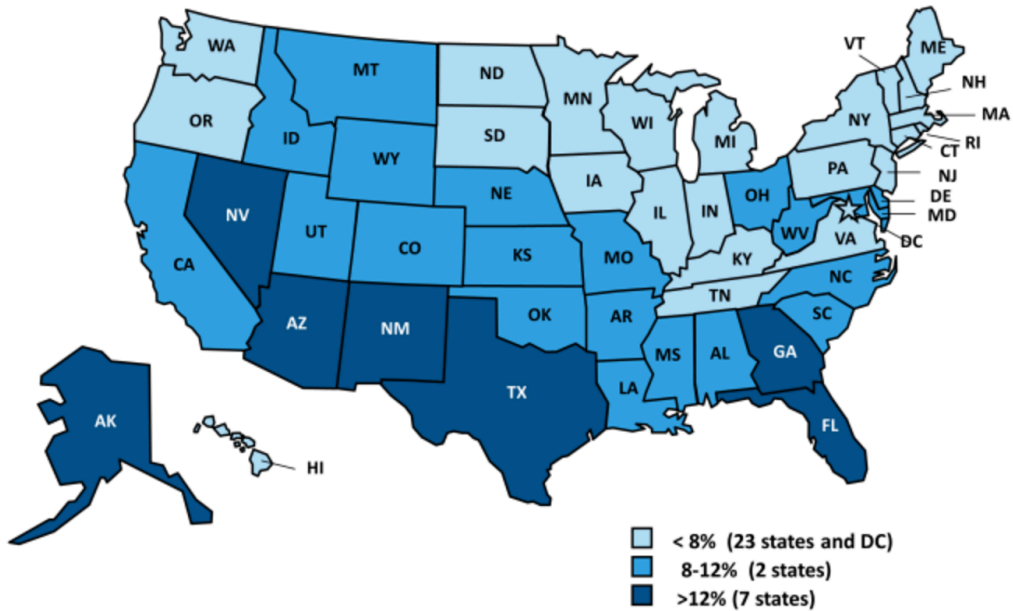 WA
MT
ND
MN
VT
ME
NH
OR
ID
SD
WI
NY
MA
MI
RI
CT
WY
IA
PA
NJ
NE
OH
DE
NV
IL
IN
MD
UT
CO
WV
VA
DC
CA
KS
MO
KY
NC
TN
AZ
NM
OK
AR
SC
MS
AL
GA
TX
LA
AK
FL
HI
< 8% (23 states and DC)
8-12% (2 states)
>12% (7 states)